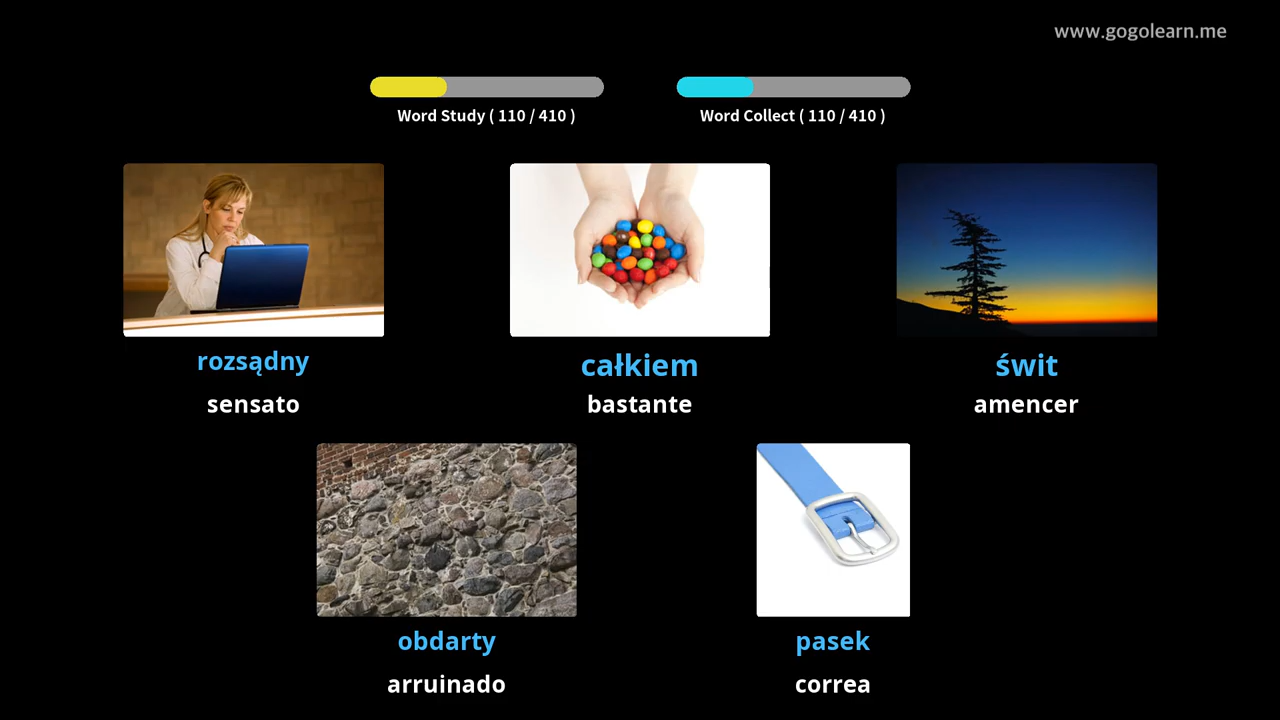 www.gogolearn.me
Word Study ( 110 / 410 )
Word Collect ( 110 / 410 )
rozsądny
sensato
całkiem
bastante
świt
amencer
obdarty
arruinado
pasek
correa